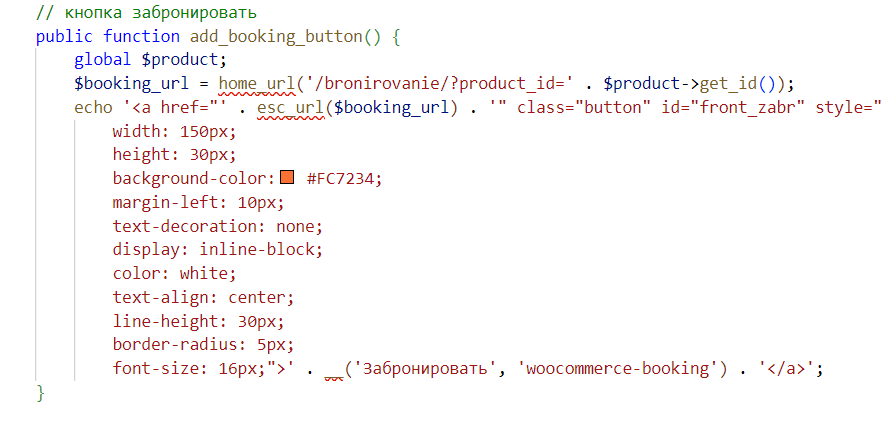 // кнопка забронировать
public function add_booking_button() {
global $product;
$booking_url = home_url('/bronirovanie/?product_id=' . $product->get_id());
echo '<a href="' . esc_url($booking_url) . '" class="button" id="front_zabr" style="
width: 150px;
height: 30px;
background-color: #FC7234;
margin-left: 10px;
text-decoration: none;
display: inline-block;
color: white;
text-align: center;
line-height: 30px;
border-radius: 5px;
font-size: 16px;">' . __('Забронировать', 'woocommerce-booking') . '</a>';
}